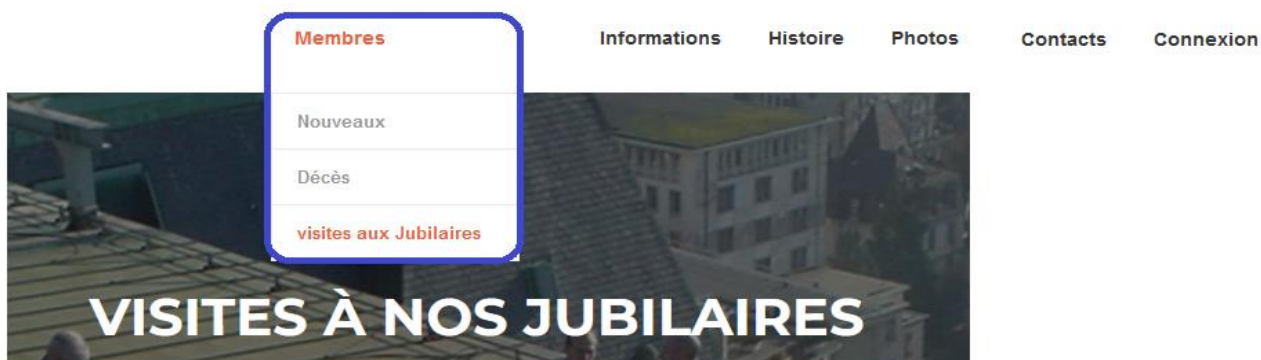 Membres Informations Histoire Photos Contacts Connexion
Nouveaux
Décès
visites aux Jubilaires
VISITES À NOS JUBILAIRES